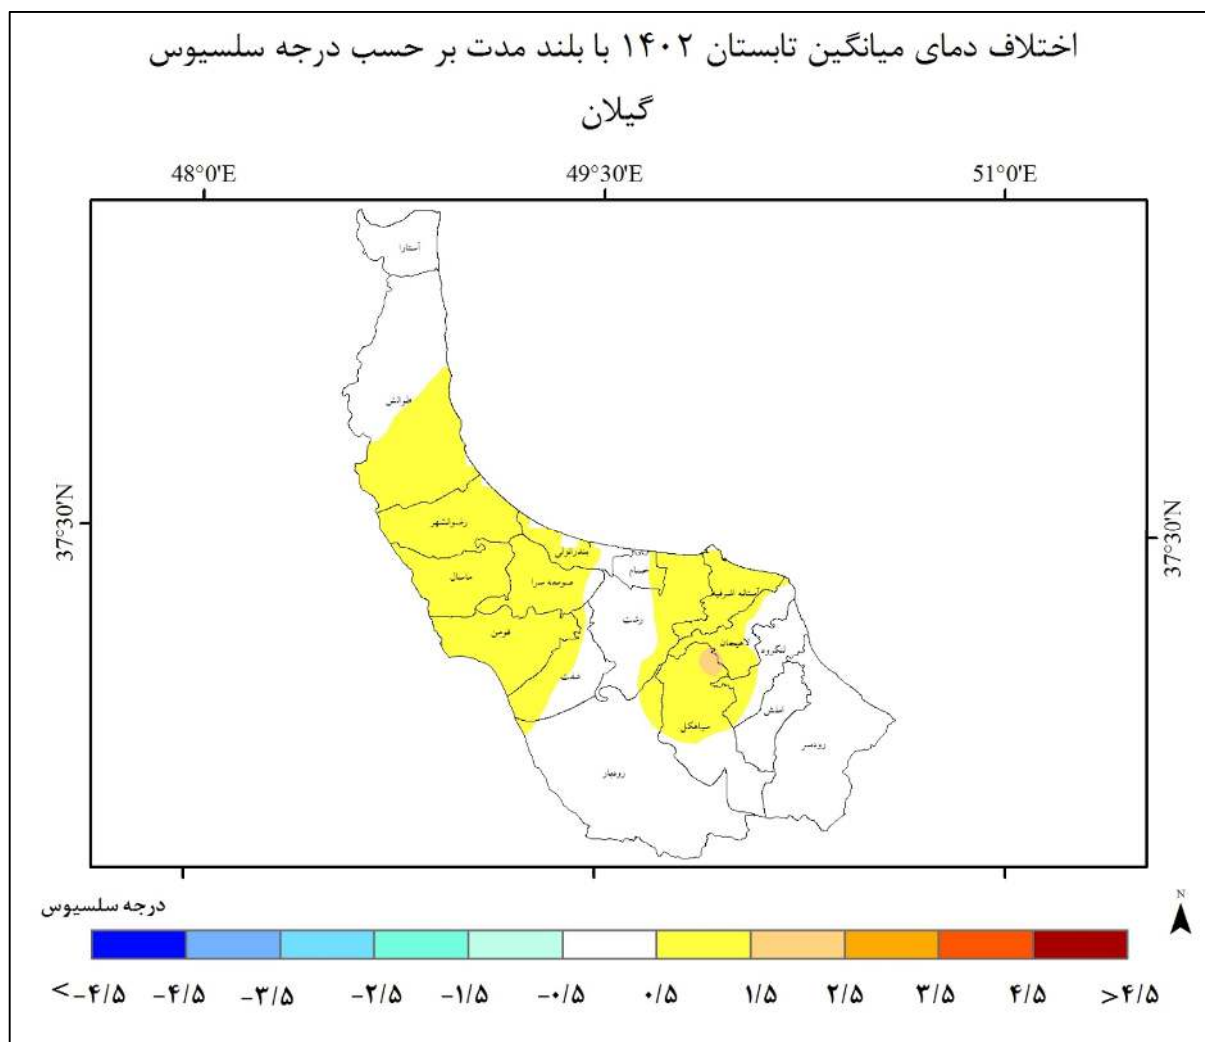 اختلاف دمای میانگین تابستان ۱۴۰۲ با بلند مدت بر حسب درجه سلسیوس
گیلان
48°0'E 49°30'E 51°0'E
37°30'N
37°30'N
آستارا
طوالش
رضوانشهر
بندرانزلی
ماسال
صومعه سرا
خمام
آستانه اشرفیه
فومن
رشت
لاهیجان
لنگرود
شفت
سیاهکل
املش
رودسر
رودبار
درجه سلسیوس
N
<-۴/۵ -۴/۵ -۳/۵ -۲/۵ -۱/۵ -۰/۵ ۰/۵ ۱/۵ ۲/۵ ۳/۵ ۴/۵ >۴/۵